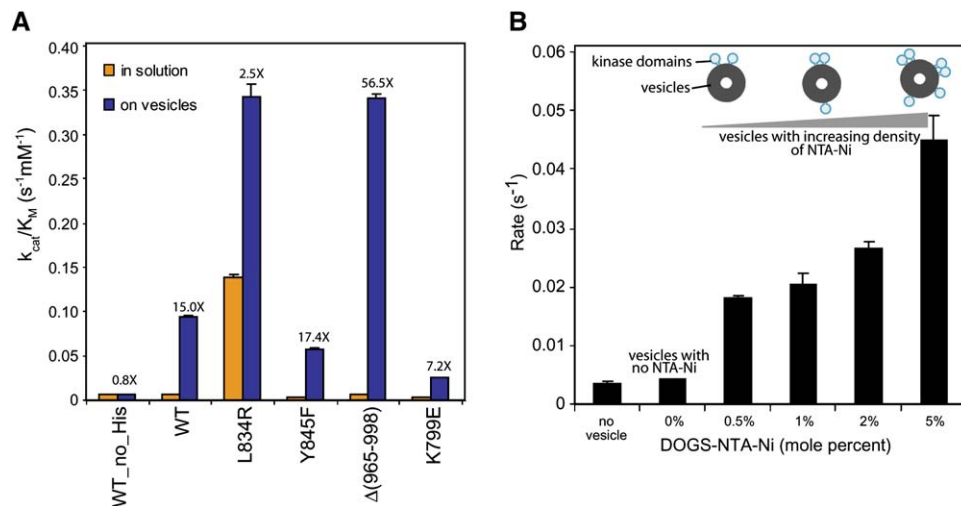 A
0.40
0.35
0.30
0.25
0.20
0.15
0.10
0.05
0
kcat/KM (s-1mM-1)
in solution
on vesicles
0.8X
15.0X
2.5X
17.4X
56.5X
7.2X
WT_no_His
WT
L834R
Y845F
Δ(965-998)
K799E
B
0.06
0.05
0.04
0.03
0.02
0.01
0
Rate (s-1)
kinase domains
vesicles
vesicles with increasing density
of NTA-Ni
vesicles with
no NTA-Ni
no
vesicle
0%
0.5%
1%
2%
5%
DOGS-NTA-Ni (mole percent)